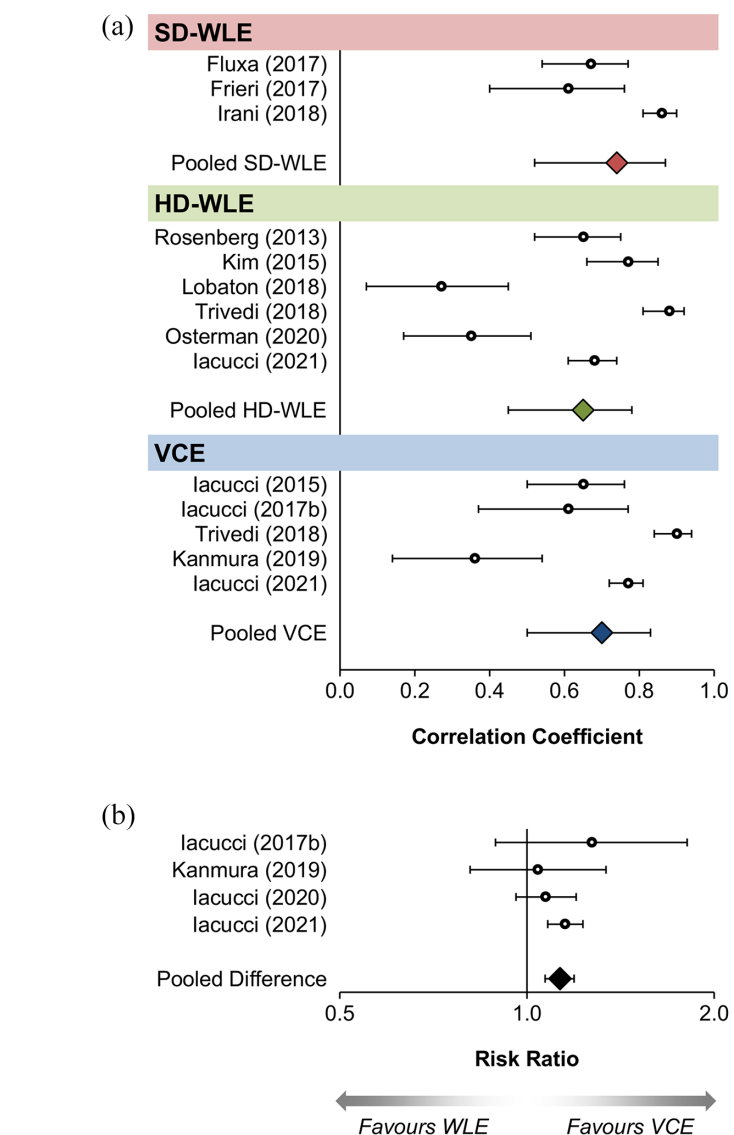 (a)
SD-WLE
Fluxa (2017)
Frieri (2017)
Irani (2018)
Pooled SD-WLE
HD-WLE
Rosenberg (2013)
Kim (2015)
Lobaton (2018)
Trivedi (2018)
Osterman (2020)
Iacucci (2021)
Pooled HD-WLE
VCE
Iacucci (2015)
Iacucci (2017b)
Trivedi (2018)
Kanmura (2019)
Iacucci (2021)
Pooled VCE
0.0 0.2 0.4 0.6 0.8 1.0
Correlation Coefficient
(b)
Iacucci (2017b)
Kanmura (2019)
Iacucci (2020)
Iacucci (2021)
Pooled Difference
0.5 1.0 2.0
Risk Ratio
Favours WLE Favours VCE